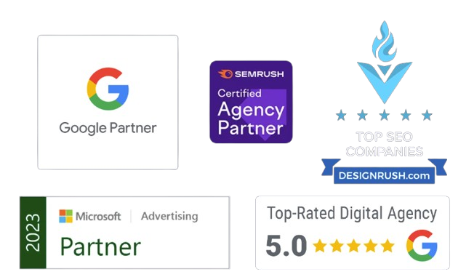 Google Partner
SEMRUSH
Certified
Agency
Partner
TOP SEO
COMPANIES
DESIGNRUSH.com
2023
Microsoft | Advertising
Partner
Top-Rated Digital Agency
5.0